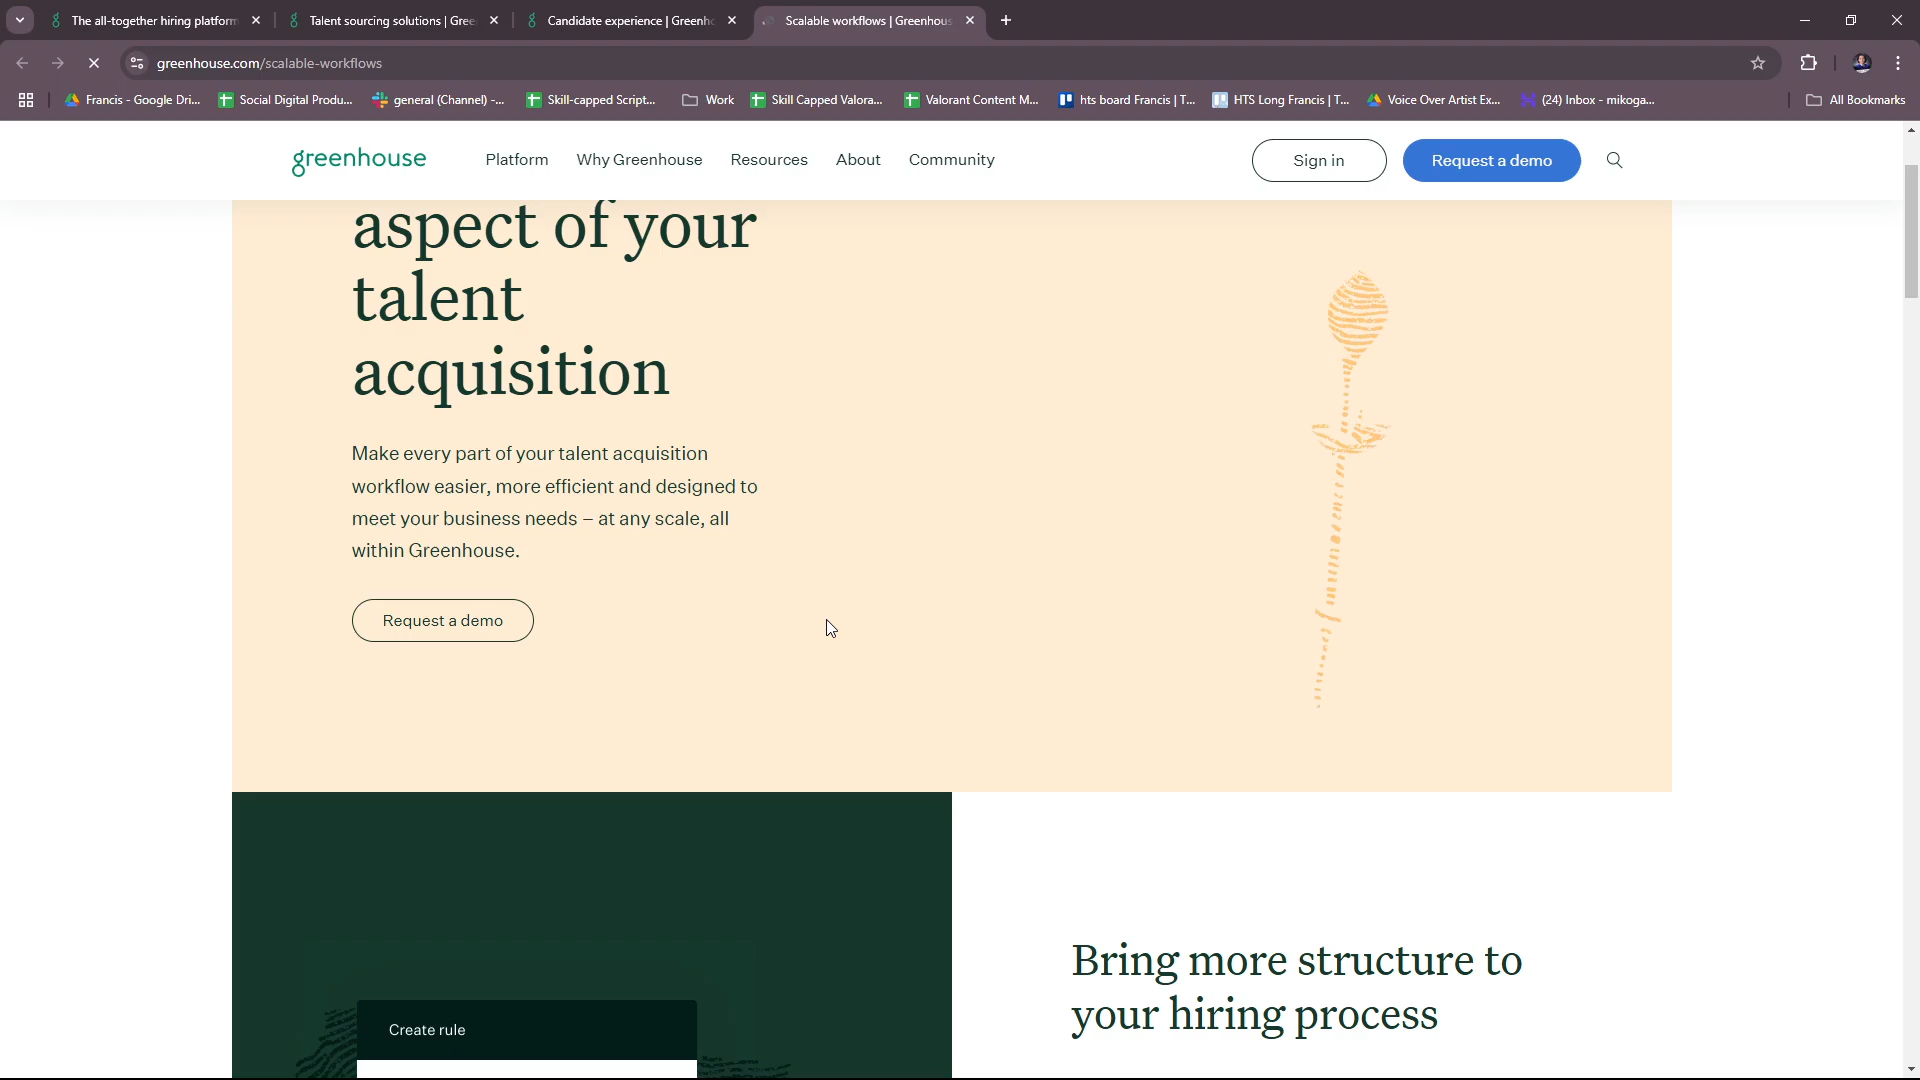 The all-together hiring platform
Talent sourcing solutions | Gree
Candidate experience | Greenho
Scalable workflows | Greenhous
greenhouse.com/scalable-workflows
Francis - Google Dri...
Social Digital Produ...
general (Channel) -...
Skill-capped Script...
Work
Skill Capped Valora...
Valorant Content M...
hts board Francis | T...
HTS Long Francis | T...
Voice Over Artist Ex...
(24) Inbox - mikoga...
All Bookmarks
greenhouse
Platform
Why Greenhouse
Resources
About
Community
Sign in
Request a demo
aspect of your
talent
acquisition
Make every part of your talent acquisition
workflow easier, more efficient and designed to
meet your business needs – at any scale, all
within Greenhouse.
Request a demo
Bring more structure to
your hiring process
Create rule